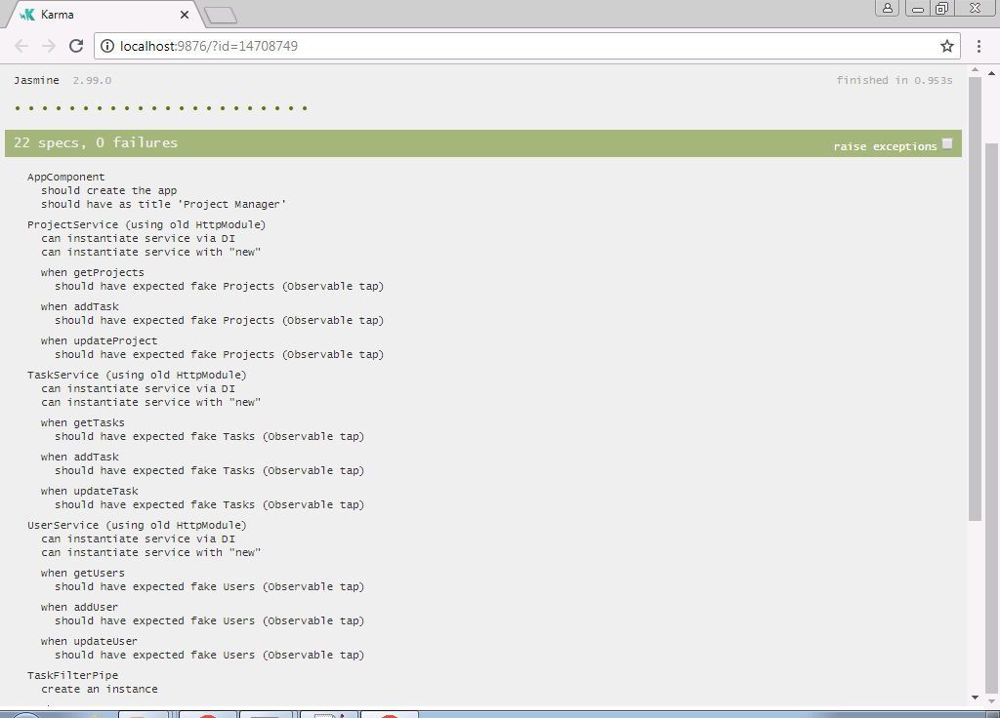 Karma
localhost:9876/?id=14708749
Jasmine 2.99.0 finished in 0.953s
22 specs, 0 failures raise exceptions
AppComponent
should create the app
should have as title 'Project Manager'
ProjectService (using old HttpModule)
can instantiate service via DI
can instantiate service with "new"
when getProjects
should have expected fake Projects (Observable tap)
when addTask
should have expected fake Projects (Observable tap)
when updateProject
should have expected fake Projects (Observable tap)
TaskService (using old HttpModule)
can instantiate service via DI
can instantiate service with "new"
when getTasks
should have expected fake Tasks (Observable tap)
when addTask
should have expected fake Tasks (Observable tap)
when updateTask
should have expected fake Tasks (Observable tap)
UserService (using old HttpModule)
can instantiate service via DI
can instantiate service with "new"
when getUsers
should have expected fake Users (Observable tap)
when addUser
should have expected fake Users (Observable tap)
when updateUser
should have expected fake Users (Observable tap)
TaskFilterPipe
create an instance